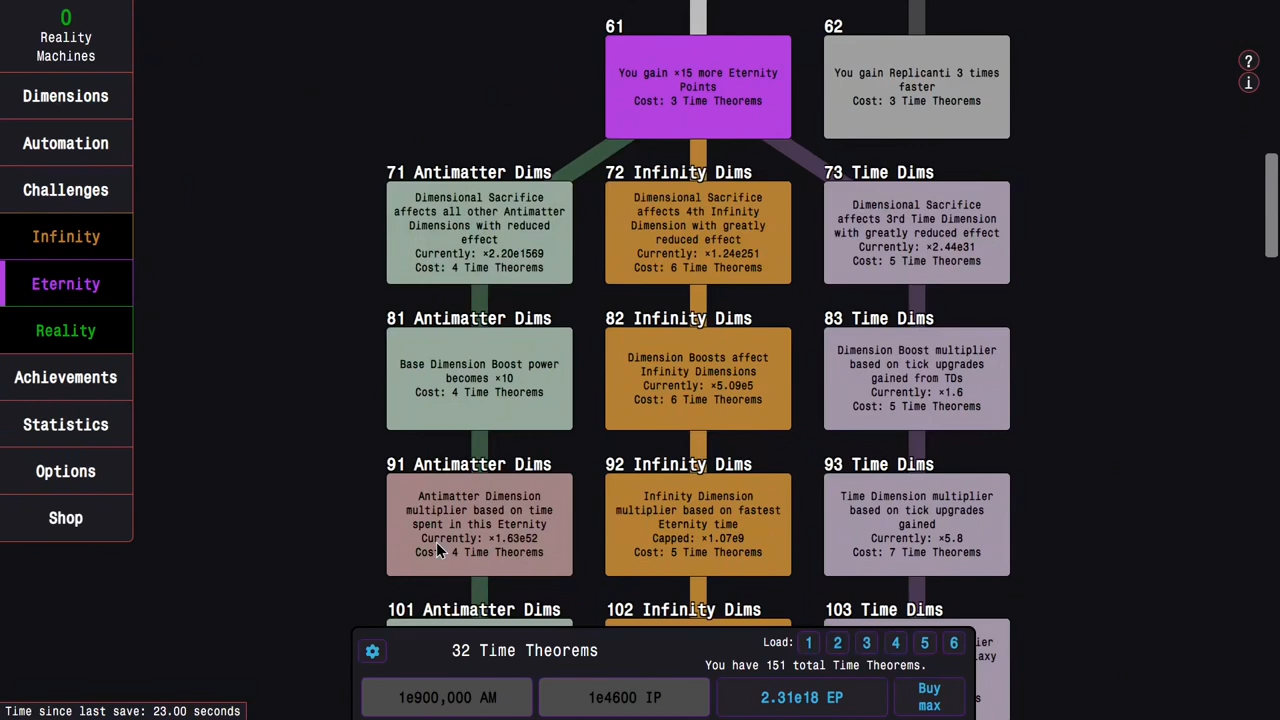 0
Reality
Machines
Dimensions
Automation
Challenges
Infinity
Eternity
Reality
Achievements
Statistics
Options
Shop
Time since last save: 23.00 seconds
61
You gain ×15 more Eternity
Points
Cost: 3 Time Theorems
62
You gain Replicanti 3 times
faster
Cost: 3 Time Theorems
?
i
71 Antimatter Dims
Dimensional Sacrifice
affects all other Antimatter
Dimensions with reduced
effect
Currently: ×2.20e1569
Cost: 4 Time Theorems
72 Infinity Dims
Dimensional Sacrifice
affects 4th Infinity
Dimension with greatly
reduced effect
Currently: ×1.24e251
Cost: 6 Time Theorems
73 Time Dims
Dimensional Sacrifice
affects 3rd Time Dimension
with greatly reduced effect
Currently: ×2.44e31
Cost: 5 Time Theorems
81 Antimatter Dims
Base Dimension Boost power
becomes ×10
Cost: 4 Time Theorems
82 Infinity Dims
Dimension Boosts affect
Infinity Dimensions
Currently: ×5.09e5
Cost: 6 Time Theorems
83 Time Dims
Dimension Boost multiplier
based on tick upgrades
gained from TDs
Currently: ×1.6
Cost: 5 Time Theorems
91 Antimatter Dims
Antimatter Dimension
multiplier based on time
spent in this Eternity
Currently: ×1.63e52
Cost: 4 Time Theorems
92 Infinity Dims
Infinity Dimension
multiplier based on fastest
Eternity time
Capped: ×1.07e9
Cost: 5 Time Theorems
93 Time Dims
Time Dimension multiplier
based on tick upgrades
gained
Currently: ×5.8
Cost: 7 Time Theorems
101 Antimatter Dims
102 Infinity Dims
103 Time Dims
32 Time Theorems
Load: 1 2 3 4 5 6
You have 151 total Time Theorems.
1e900,000 AM
1e4600 IP
2.31e18 EP
Buy
max